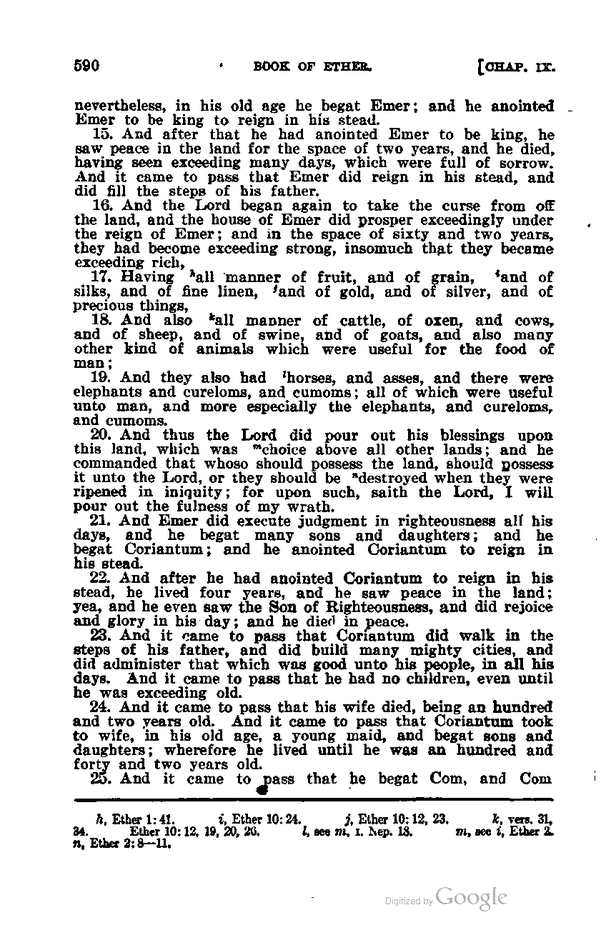 590 BOOK OF ETHER. [CHAP. IX.
nevertheless, in his old age he begat Emer; and he anointed
Emer to be king to reign in his stead.
15. And after that he had anointed Emer to be king, he
saw peace in the land for the space of two years, and he died,
having seen exceeding many days, which were full of sorrow.
And it came to pass that Emer did reign in his stead, and
did fill the steps of his father.
16. And the Lord began again to take the curse from off
the land, and the house of Emer did prosper exceedingly under
the reign of Emer; and in the space of sixty and two years,
they had become exceeding strong, insomuch that they became
exceeding rich,
17. Having ʰall manner of fruit, and of grain, ⁱand of
silks, and of fine linen, ʲand of gold, and of silver, and of
precious things,
18. And also ᵏall manner of cattle, of oxen, and cows,
and of sheep, and of swine, and of goats, and also many
other kind of animals which were useful for the food of
man;
19. And they also had ˡhorses, and asses, and there were
elephants and cureloms, and cumoms; all of which were useful
unto man, and more especially the elephants, and cureloms,
and cumoms.
20. And thus the Lord did pour out his blessings upon
this land, which was ᵐchoice above all other lands; and he
commanded that whoso should possess the land, should possess
it unto the Lord, or they should be ⁿdestroyed when they were
ripened in iniquity; for upon such, saith the Lord, I will
pour out the fulness of my wrath.
21. And Emer did execute judgment in righteousness all his
days, and he begat many sons and daughters; and he
begat Coriantum; and he anointed Coriantum to reign in
his stead.
22. And after he had anointed Coriantum to reign in his
stead, he lived four years, and he saw peace in the land;
yea, and he even saw the Son of Righteousness, and did rejoice
and glory in his day; and he died in peace.
23. And it came to pass that Coriantum did walk in the
steps of his father, and did build many mighty cities, and
did administer that which was good unto his people, in all his
days. And it came to pass that he had no children, even until
he was exceeding old.
24. And it came to pass that his wife died, being an hundred
and two years old. And it came to pass that Coriantum took
to wife, in his old age, a young maid, and begat sons and
daughters; wherefore he lived until he was an hundred and
forty and two years old.
25. And it came to pass that he begat Com, and Com
h, Ether 1:41. i, Ether 10:24. j, Ether 10:12, 23. k, vers. 31,
34. Ether 10:12, 19, 20, 26. l, see m, 1. Nep. 18. m, see i, Ether 2.
n, Ether 2:8—11.
Digitized by Google